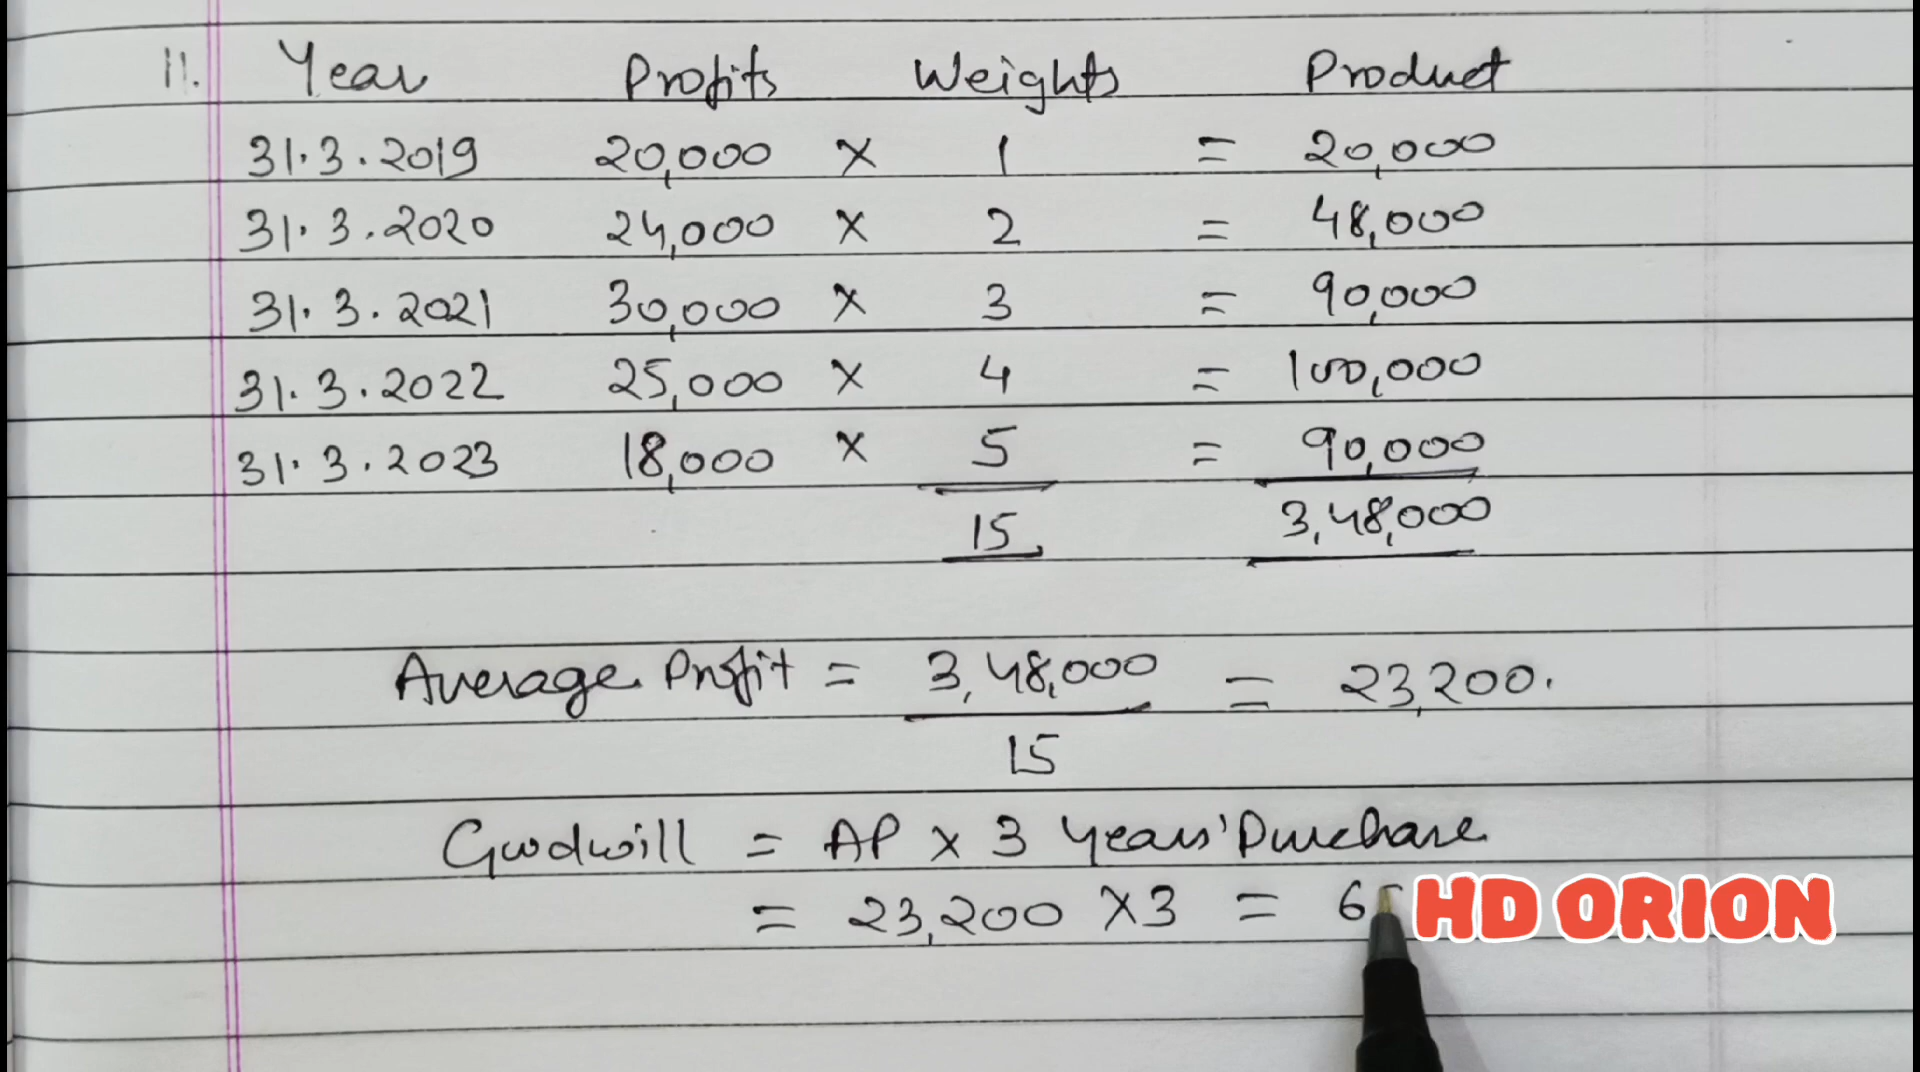 11. Year Profits Weights Product
31.3.2019 20,000 × 1 = 20,000
31.3.2020 24,000 × 2 = 48,000
31.3.2021 30,000 × 3 = 90,000
31.3.2022 25,000 × 4 = 100,000
31.3.2023 18,000 × 5 = 90,000
15 3,48,000
Average Profit = 3,48,000 = 23,200.
15
Goodwill = AP × 3 Years' Purchase
= 23,200 × 3 = 6
HD ORION